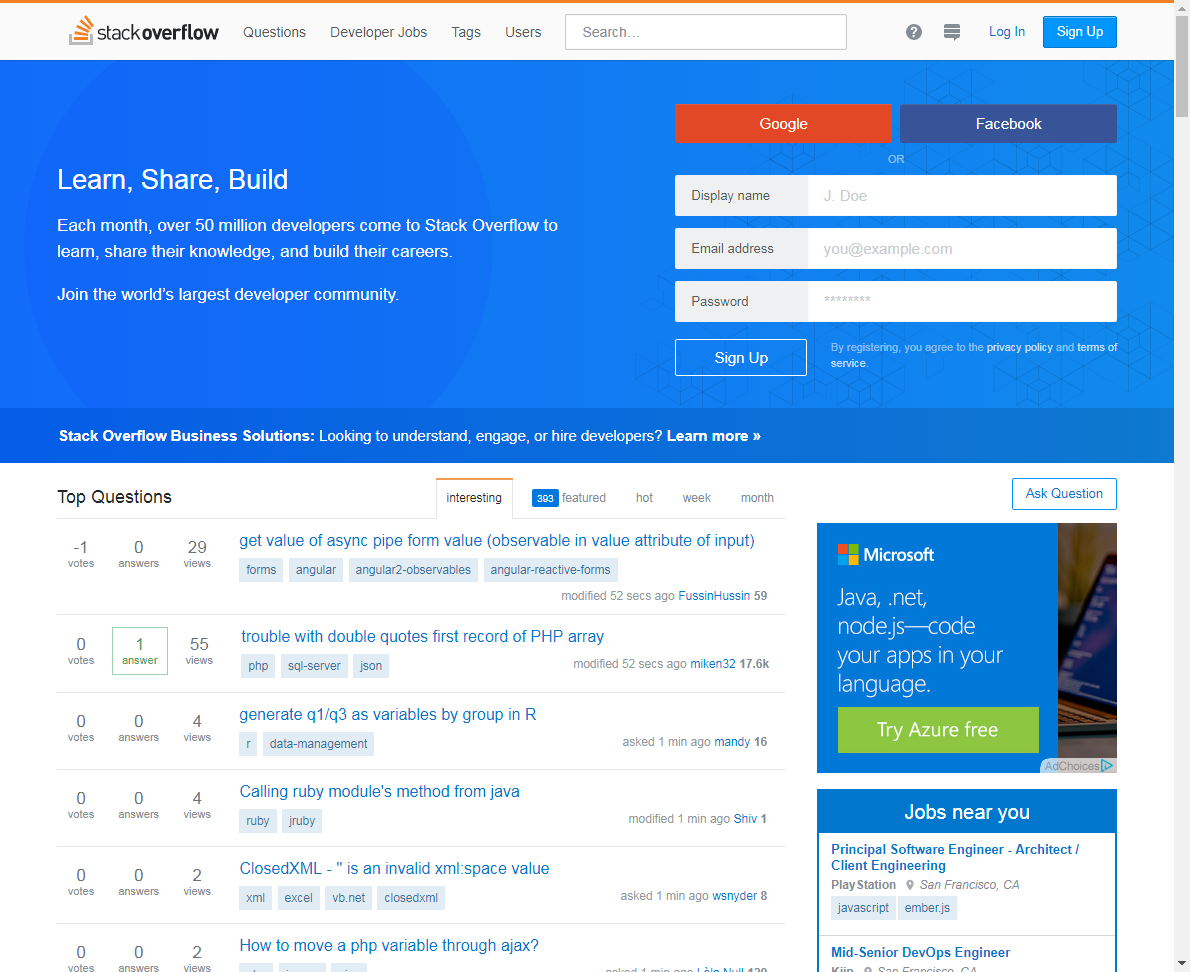 stack overflow Questions Developer Jobs Tags Users Search... Log In Sign Up
Google Facebook
OR
Learn, Share, Build
Each month, over 50 million developers come to Stack Overflow to
learn, share their knowledge, and build their careers.
Join the world's largest developer community.
Display name J. Doe
Email address you@example.com
Password ********
Sign Up
By registering, you agree to the privacy policy and terms of
service.
Stack Overflow Business Solutions: Looking to understand, engage, or hire developers? Learn more »
Top Questions interesting 393 featured hot week month
-1 votes 0 answers 29 views
get value of async pipe form value (observable in value attribute of input)
forms angular angular2-observables angular-reactive-forms
modified 52 secs ago FussinHussin 59
0 votes 1 answer 55 views
trouble with double quotes first record of PHP array
php sql-server json
modified 52 secs ago miken32 17.6k
0 votes 0 answers 4 views
generate q1/q3 as variables by group in R
r data-management
asked 1 min ago mandy 16
0 votes 0 answers 4 views
Calling ruby module's method from java
ruby jruby
modified 1 min ago Shiv 1
0 votes 0 answers 2 views
ClosedXML - " is an invalid xml:space value
xml excel vb.net closedxml
asked 1 min ago wsnyder 8
0 votes 0 answers 2 views
How to move a php variable through ajax?
asked 1 min ago
Ask Question
Microsoft
Java, .net,
node.js—code
your apps in your
language.
Try Azure free
AdChoices
Jobs near you
Principal Software Engineer - Architect /
Client Engineering
PlayStation San Francisco, CA
javascript ember.js
Mid-Senior DevOps Engineer
San Francisco, CA